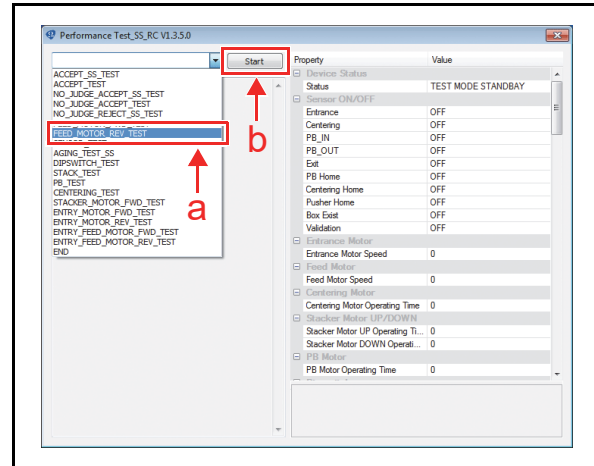 Performance Test_SS_RC V1.3.5.0
Start
ACCEPT_SS_TEST
ACCEPT_TEST
NO_JUDGE_ACCEPT_SS_TEST
NO_JUDGE_ACCEPT_TEST
NO_JUDGE_REJECT_SS_TEST
FEED_MOTOR_REV_TEST
AGING_TEST_SS
DIPSWITCH_TEST
STACK_TEST
PB_TEST
CENTERING_TEST
STACKER_MOTOR_FWD_TEST
ENTRY_MOTOR_FWD_TEST
ENTRY_MOTOR_REV_TEST
ENTRY_FEED_MOTOR_FWD_TEST
ENTRY_FEED_MOTOR_REV_TEST
END
a
b
Property Value
Device Status
Status TEST MODE STANDBAY
Sensor ON/OFF
Entrance OFF
Centering OFF
PB_IN OFF
PB_OUT OFF
Exit OFF
PB Home OFF
Centering Home OFF
Pusher Home OFF
Box Exist OFF
Validation OFF
Entrance Motor
Entrance Motor Speed 0
Feed Motor
Feed Motor Speed 0
Centering Motor
Centering Motor Operating Time 0
Stacker Motor UP/DOWN
Stacker Motor UP Operating Ti... 0
Stacker Motor DOWN Operati... 0
PB Motor
PB Motor Operating Time 0